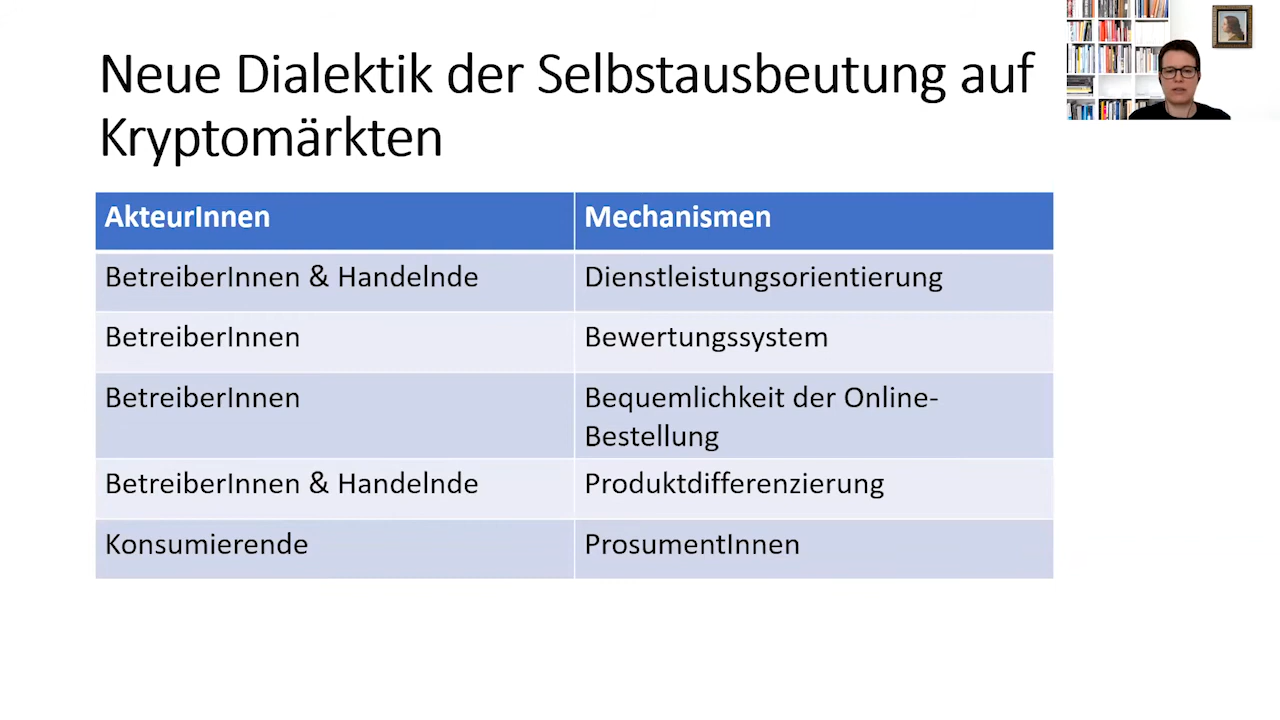 Neue Dialektik der Selbstausbeutung auf
Kryptomärkten
AkteurInnen
Mechanismen
BetreiberInnen & Handelnde
Dienstleistungsorientierung
BetreiberInnen
Bewertungssystem
BetreiberInnen
Bequemlichkeit der Online-
Bestellung
BetreiberInnen & Handelnde
Produktdifferenzierung
Konsumierende
ProsumentInnen